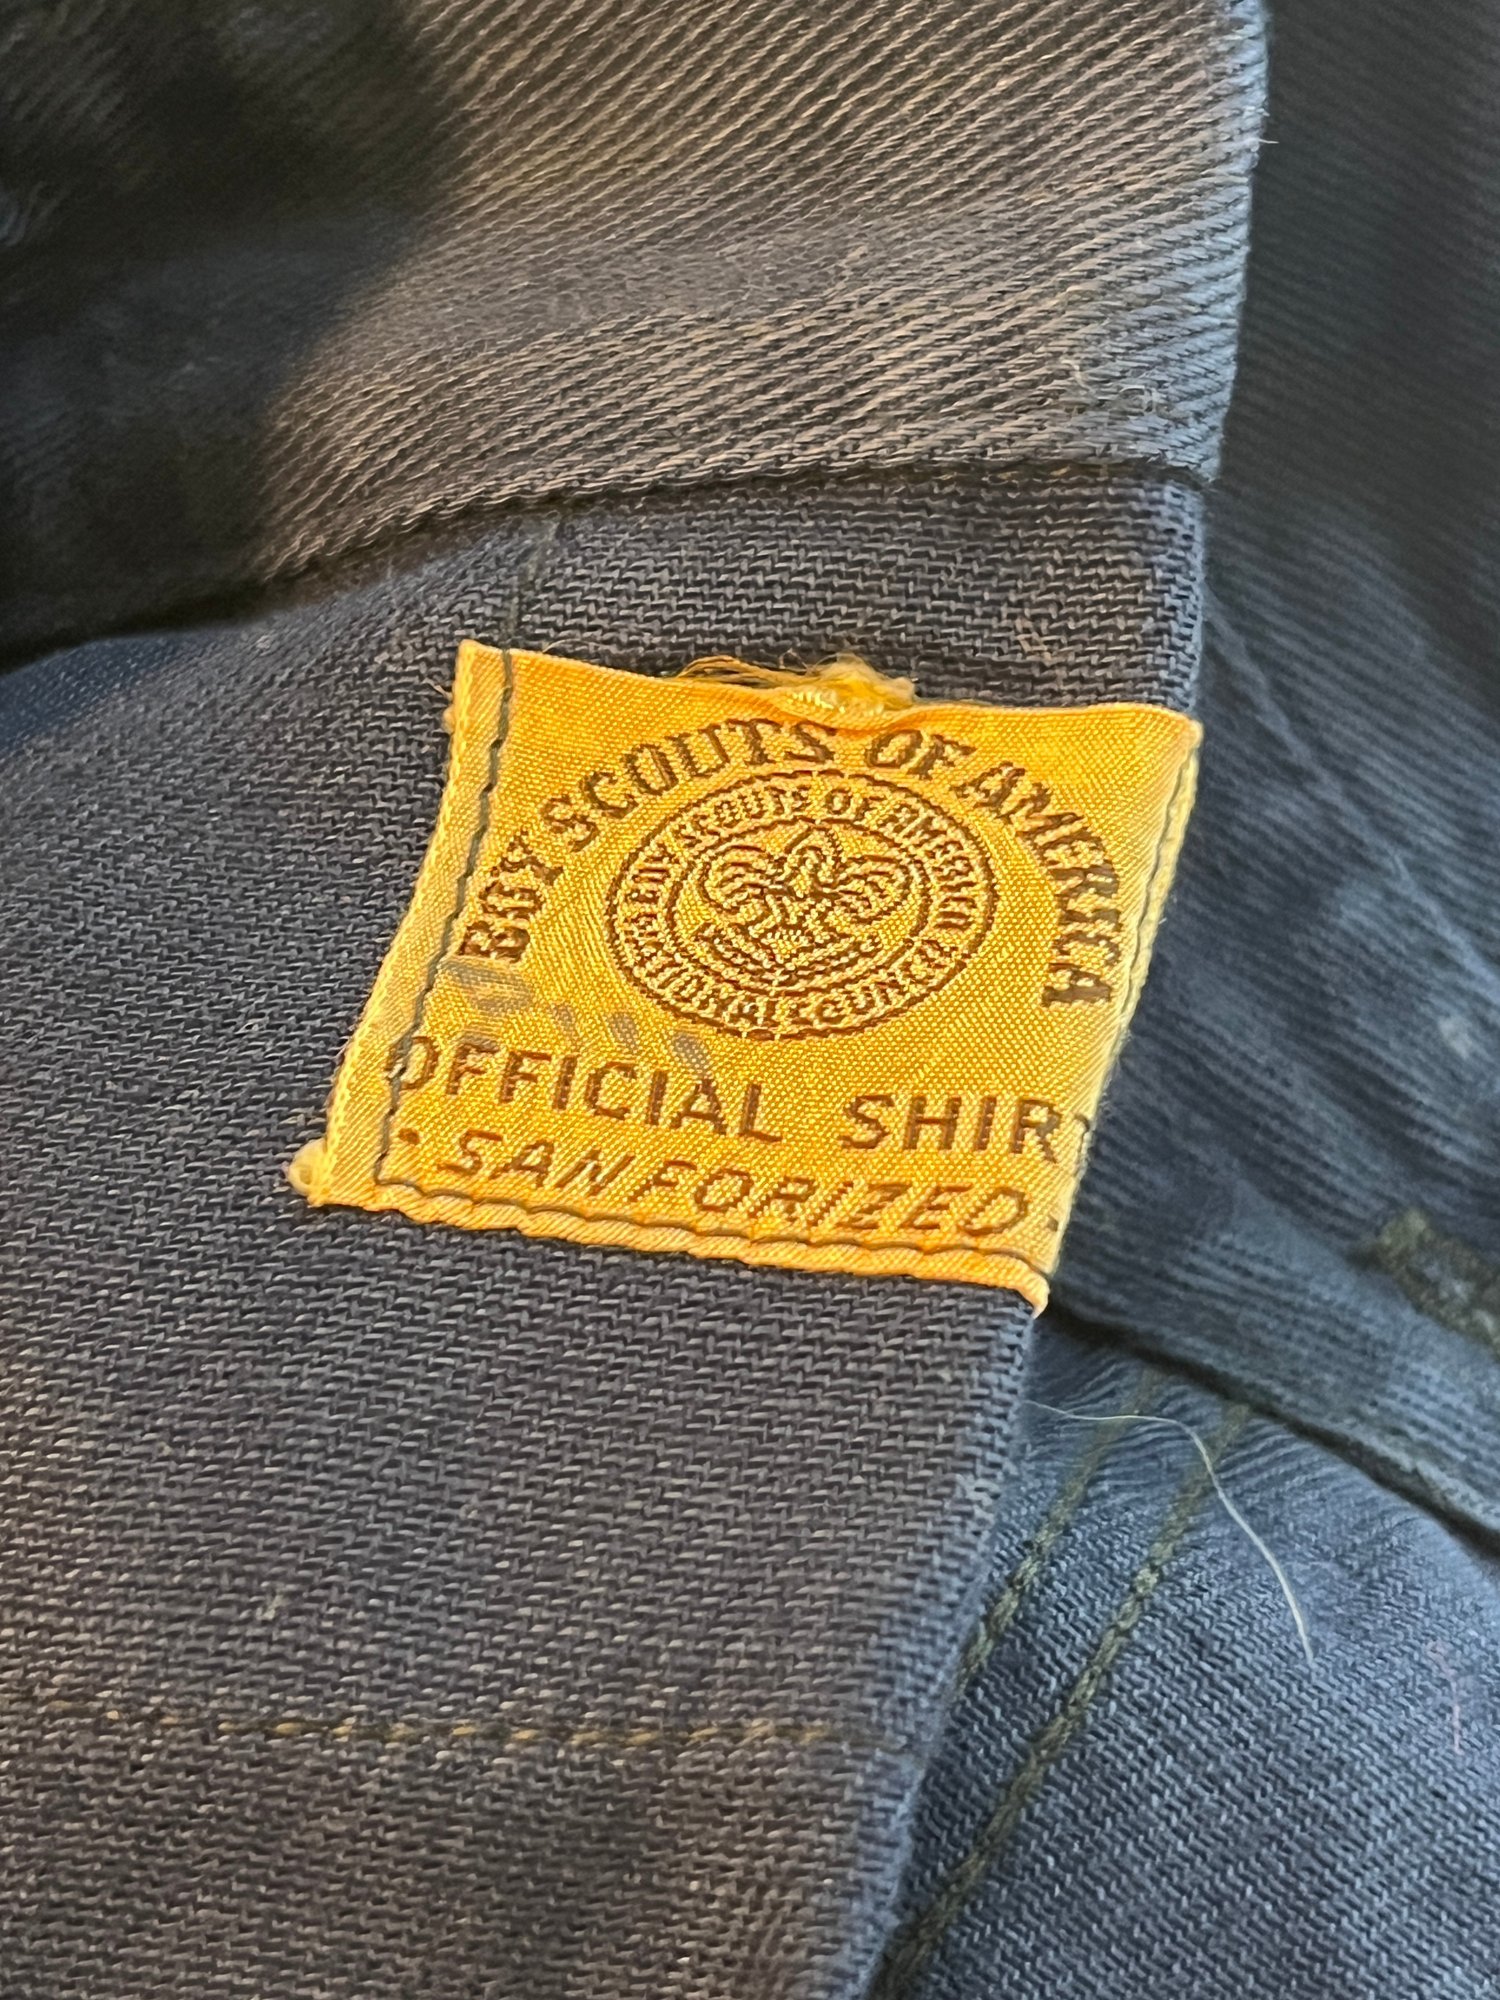 BOY SCOUTS OF AMERICA
BOY SCOUTS OF AMERICA
NATIONAL COUNCIL
OFFICIAL SHIRT
· SANFORIZED ·